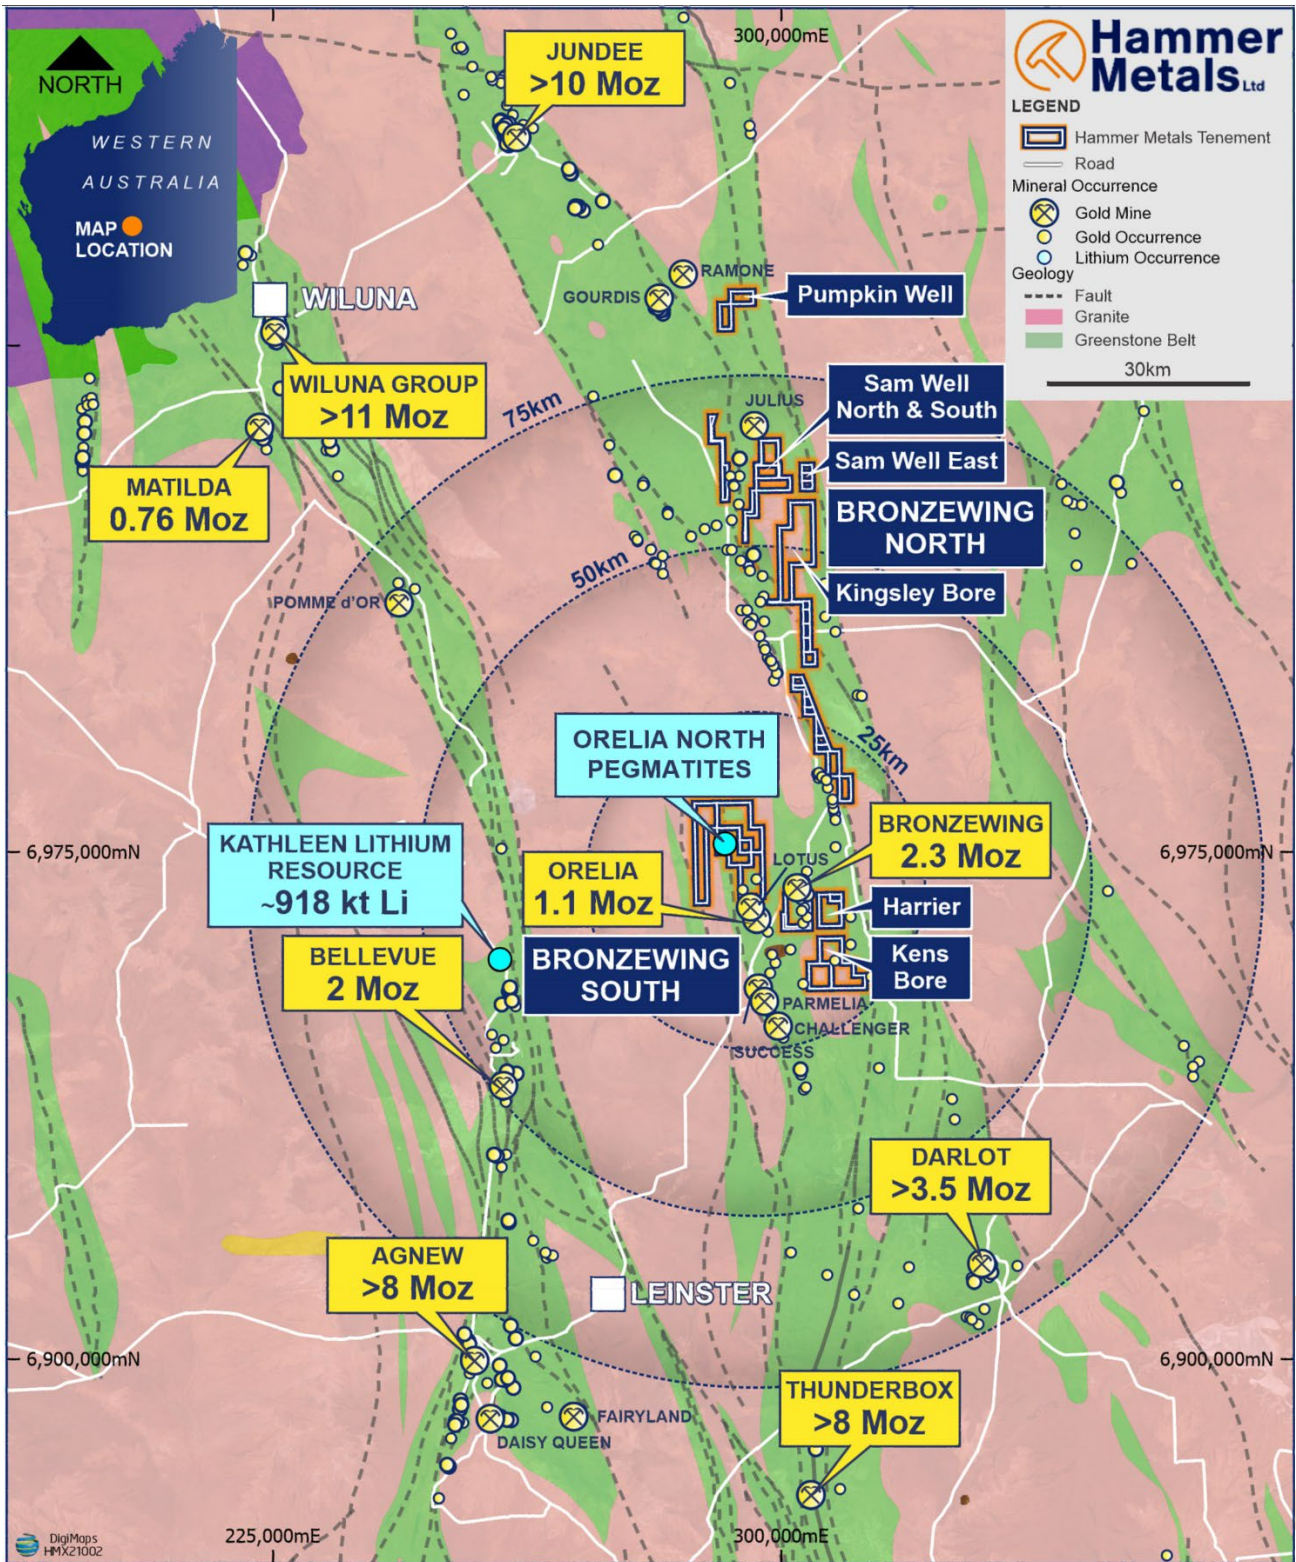 300,000mE
Hammer
Metals Ltd
NORTH
WESTERN
AUSTRALIA
MAP
LOCATION
JUNDEE
>10 Moz
LEGEND
Hammer Metals Tenement
Road
Mineral Occurrence
Gold Mine
Gold Occurrence
Lithium Occurrence
Geology
Fault
Granite
Greenstone Belt
30km
RAMONE
GOURDIS
Pumpkin Well
WILUNA
WILUNA GROUP
>11 Moz
75km
JULIUS
Sam Well
North & South
Sam Well East
MATILDA
0.76 Moz
BRONZEWING
NORTH
50km
Kingsley Bore
POMME d'OR
25km
ORELIA NORTH
PEGMATITES
6,975,000mN
6,975,000mN
KATHLEEN LITHIUM
RESOURCE
~918 kt Li
BRONZEWING
2.3 Moz
LOTUS
ORELIA
1.1 Moz
Harrier
BELLEVUE
2 Moz
BRONZEWING
SOUTH
Kens
Bore
PARMELIA
CHALLENGER
SUCCESS
DARLOT
>3.5 Moz
AGNEW
>8 Moz
LEINSTER
6,900,000mN
6,900,000mN
THUNDERBOX
>8 Moz
FAIRYLAND
DAISY QUEEN
225,000mE
300,000mE
DigiMaps
HMX21002